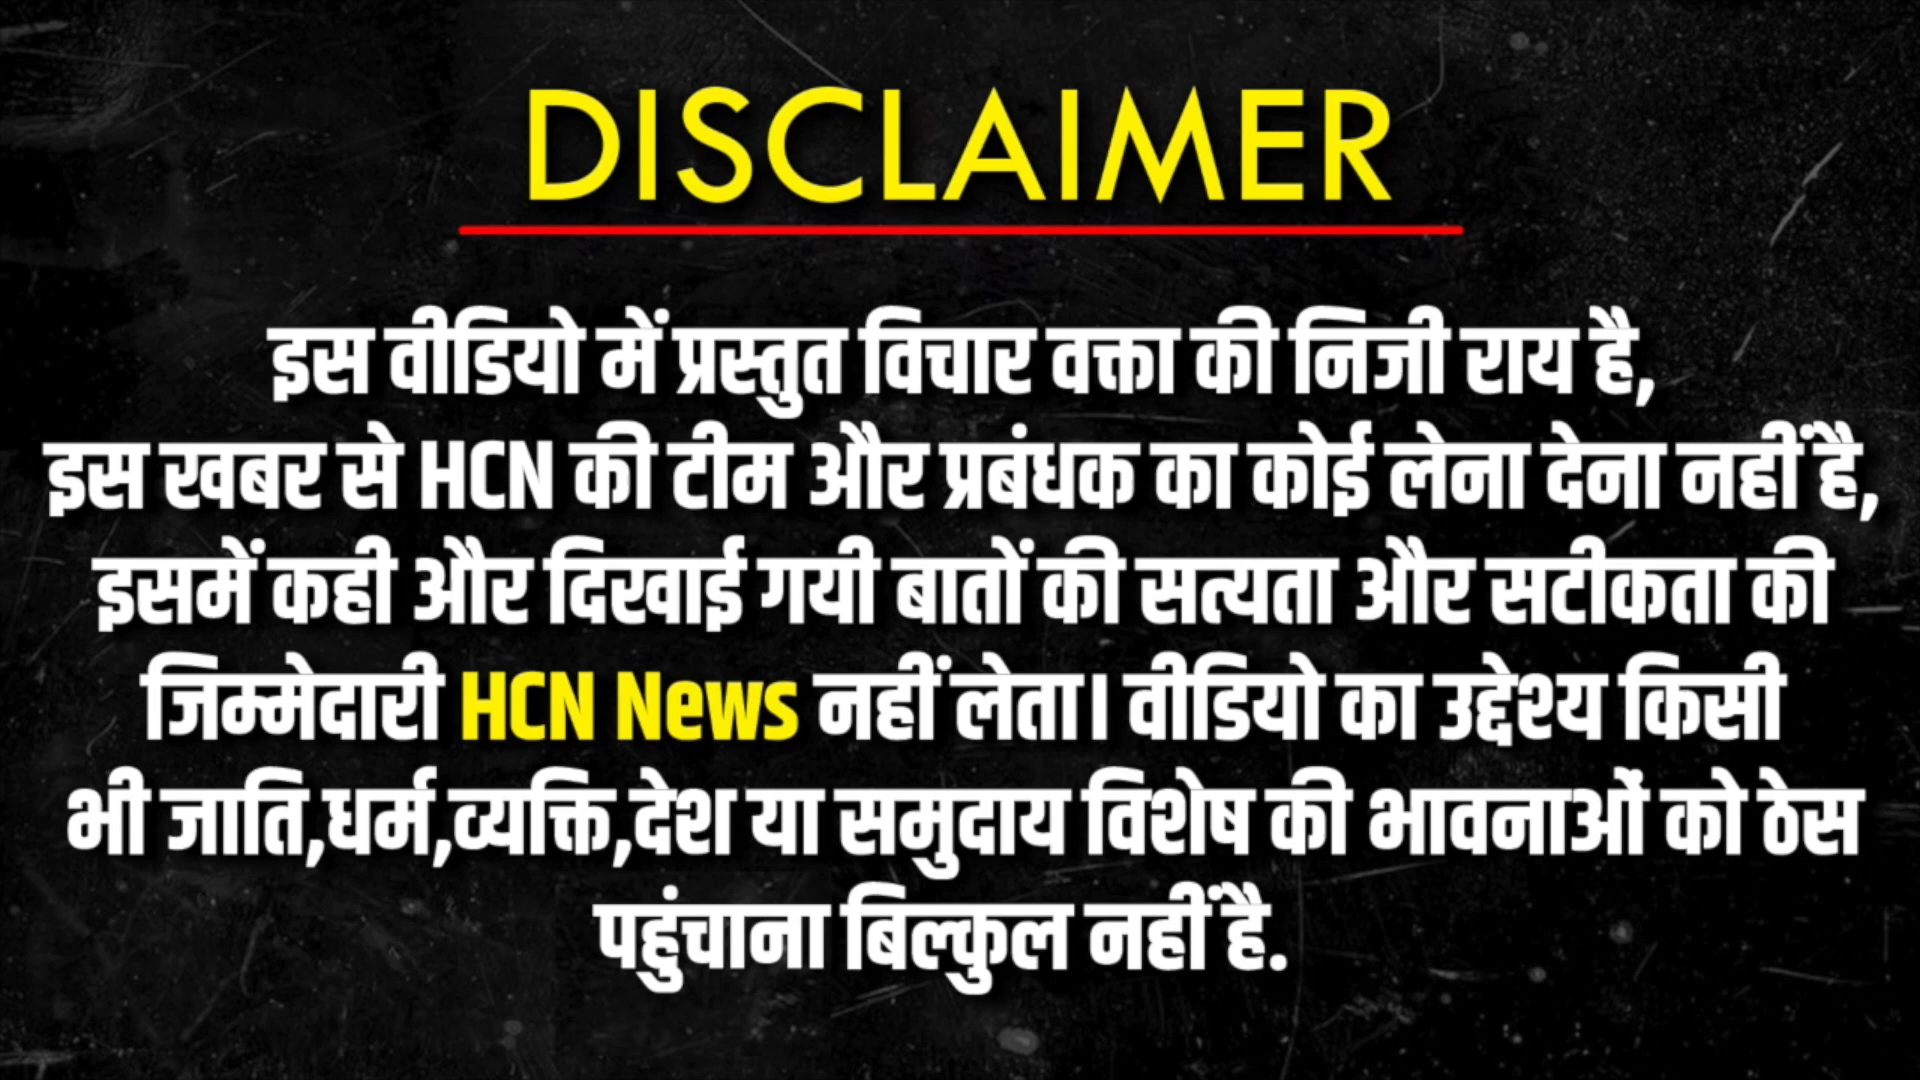 DISCLAIMER
इस वीडियो में प्रस्तुत विचार वक्ता की निजी राय है,
इस खबर से HCN की टीम और प्रबंधक का कोई लेना देना नहीं है,
इसमें कही और दिखाई गयी बातों की सत्यता और सटीकता की
जिम्मेदारी HCN News नहीं लेता। वीडियो का उद्देश्य किसी
भी जाति,धर्म,व्यक्ति,देश या समुदाय विशेष की भावनाओं को ठेस
पहुंचाना बिल्कुल नहीं है.